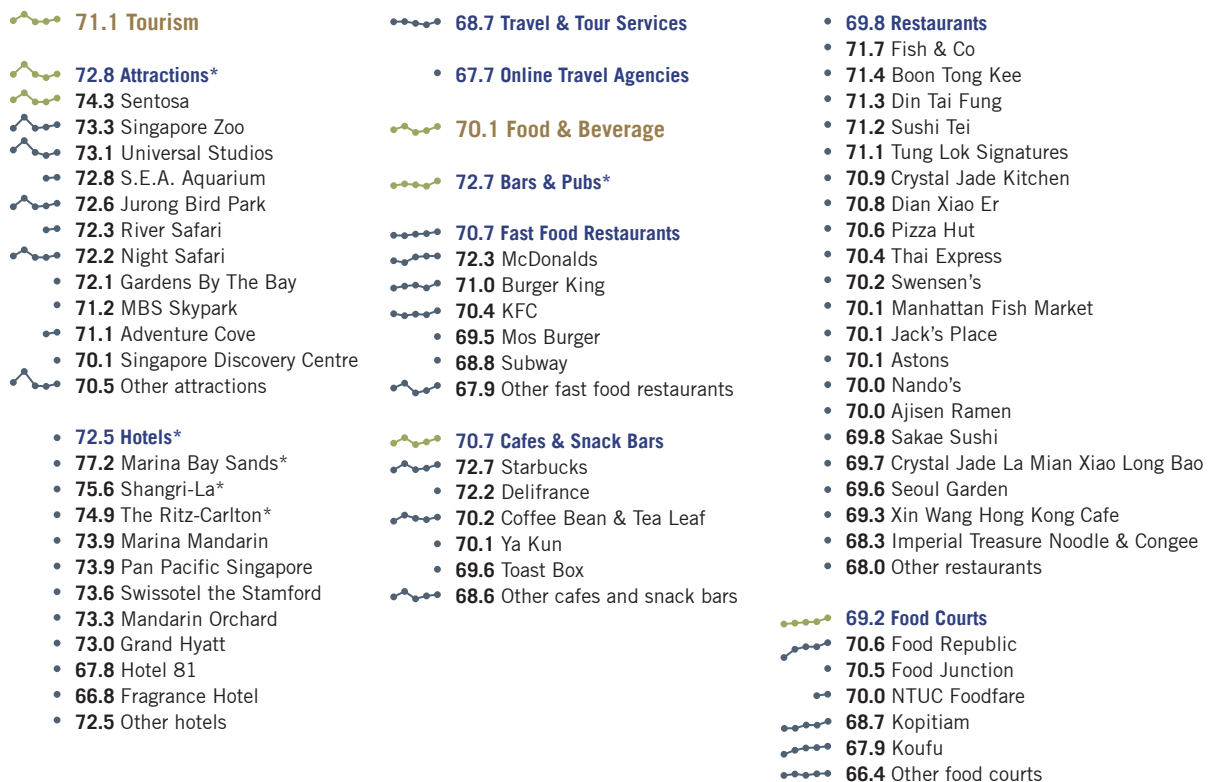 71.1 Tourism
72.8 Attractions*
74.3 Sentosa
73.3 Singapore Zoo
73.1 Universal Studios
72.8 S.E.A. Aquarium
72.6 Jurong Bird Park
72.3 River Safari
72.2 Night Safari
72.1 Gardens By The Bay
71.2 MBS Skypark
71.1 Adventure Cove
70.1 Singapore Discovery Centre
70.5 Other attractions
72.5 Hotels*
77.2 Marina Bay Sands*
75.6 Shangri-La*
74.9 The Ritz-Carlton*
73.9 Marina Mandarin
73.9 Pan Pacific Singapore
73.6 Swissotel the Stamford
73.3 Mandarin Orchard
73.0 Grand Hyatt
67.8 Hotel 81
66.8 Fragrance Hotel
72.5 Other hotels
68.7 Travel & Tour Services
67.7 Online Travel Agencies
70.1 Food & Beverage
72.7 Bars & Pubs*
70.7 Fast Food Restaurants
72.3 McDonalds
71.0 Burger King
70.4 KFC
69.5 Mos Burger
68.8 Subway
67.9 Other fast food restaurants
70.7 Cafes & Snack Bars
72.7 Starbucks
72.2 Delifrance
70.2 Coffee Bean & Tea Leaf
70.1 Ya Kun
69.6 Toast Box
68.6 Other cafes and snack bars
69.8 Restaurants
71.7 Fish & Co
71.4 Boon Tong Kee
71.3 Din Tai Fung
71.2 Sushi Tei
71.1 Tung Lok Signatures
70.9 Crystal Jade Kitchen
70.8 Dian Xiao Er
70.6 Pizza Hut
70.4 Thai Express
70.2 Swensen's
70.1 Manhattan Fish Market
70.1 Jack's Place
70.1 Astons
70.0 Nando's
70.0 Ajisen Ramen
69.8 Sakae Sushi
69.7 Crystal Jade La Mian Xiao Long Bao
69.6 Seoul Garden
69.3 Xin Wang Hong Kong Cafe
68.3 Imperial Treasure Noodle & Congee
68.0 Other restaurants
69.2 Food Courts
70.6 Food Republic
70.5 Food Junction
70.0 NTUC Foodfare
68.7 Kopitiam
67.9 Koufu
66.4 Other food courts